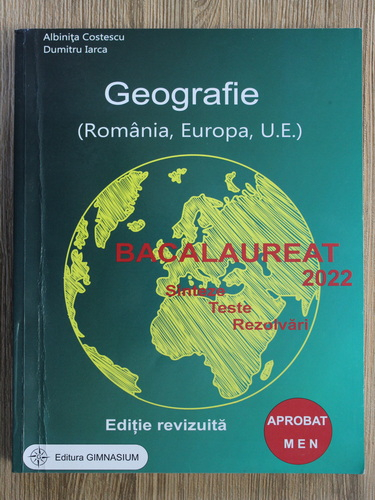 Albinița Costescu
Dumitru Iarca
Geografie
(România, Europa, U.E.)
BACALAUREAT
2022
Sinteze
Teste
Rezolvări
Ediție revizuită
APROBAT
MEN
Editura GIMNASIUM